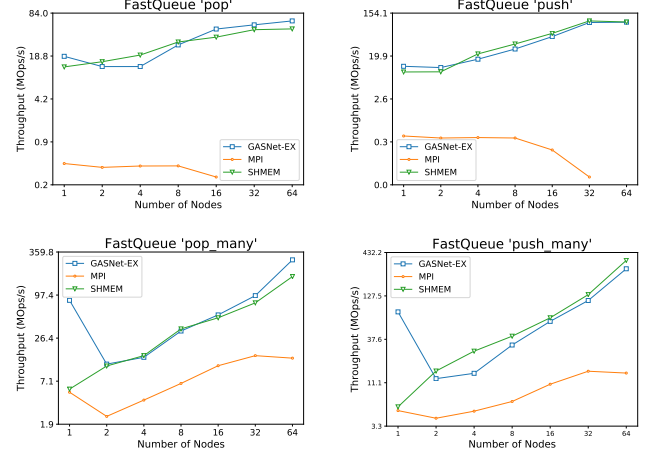 FastQueue 'pop'
84.0
18.8
4.2
0.9
0.2
Throughput (MOps/s)
GASNet-EX
MPI
SHMEM
1 2 4 8 16 32 64
Number of Nodes
FastQueue 'push'
154.1
19.9
2.6
0.3
0.0
Throughput (MOps/s)
GASNet-EX
MPI
SHMEM
1 2 4 8 16 32 64
Number of Nodes
FastQueue 'pop_many'
359.8
97.4
26.4
7.1
1.9
Throughput (MOps/s)
GASNet-EX
MPI
SHMEM
1 2 4 8 16 32 64
Number of Nodes
FastQueue 'push_many'
432.2
127.5
37.6
11.1
3.3
Throughput (MOps/s)
GASNet-EX
MPI
SHMEM
1 2 4 8 16 32 64
Number of Nodes